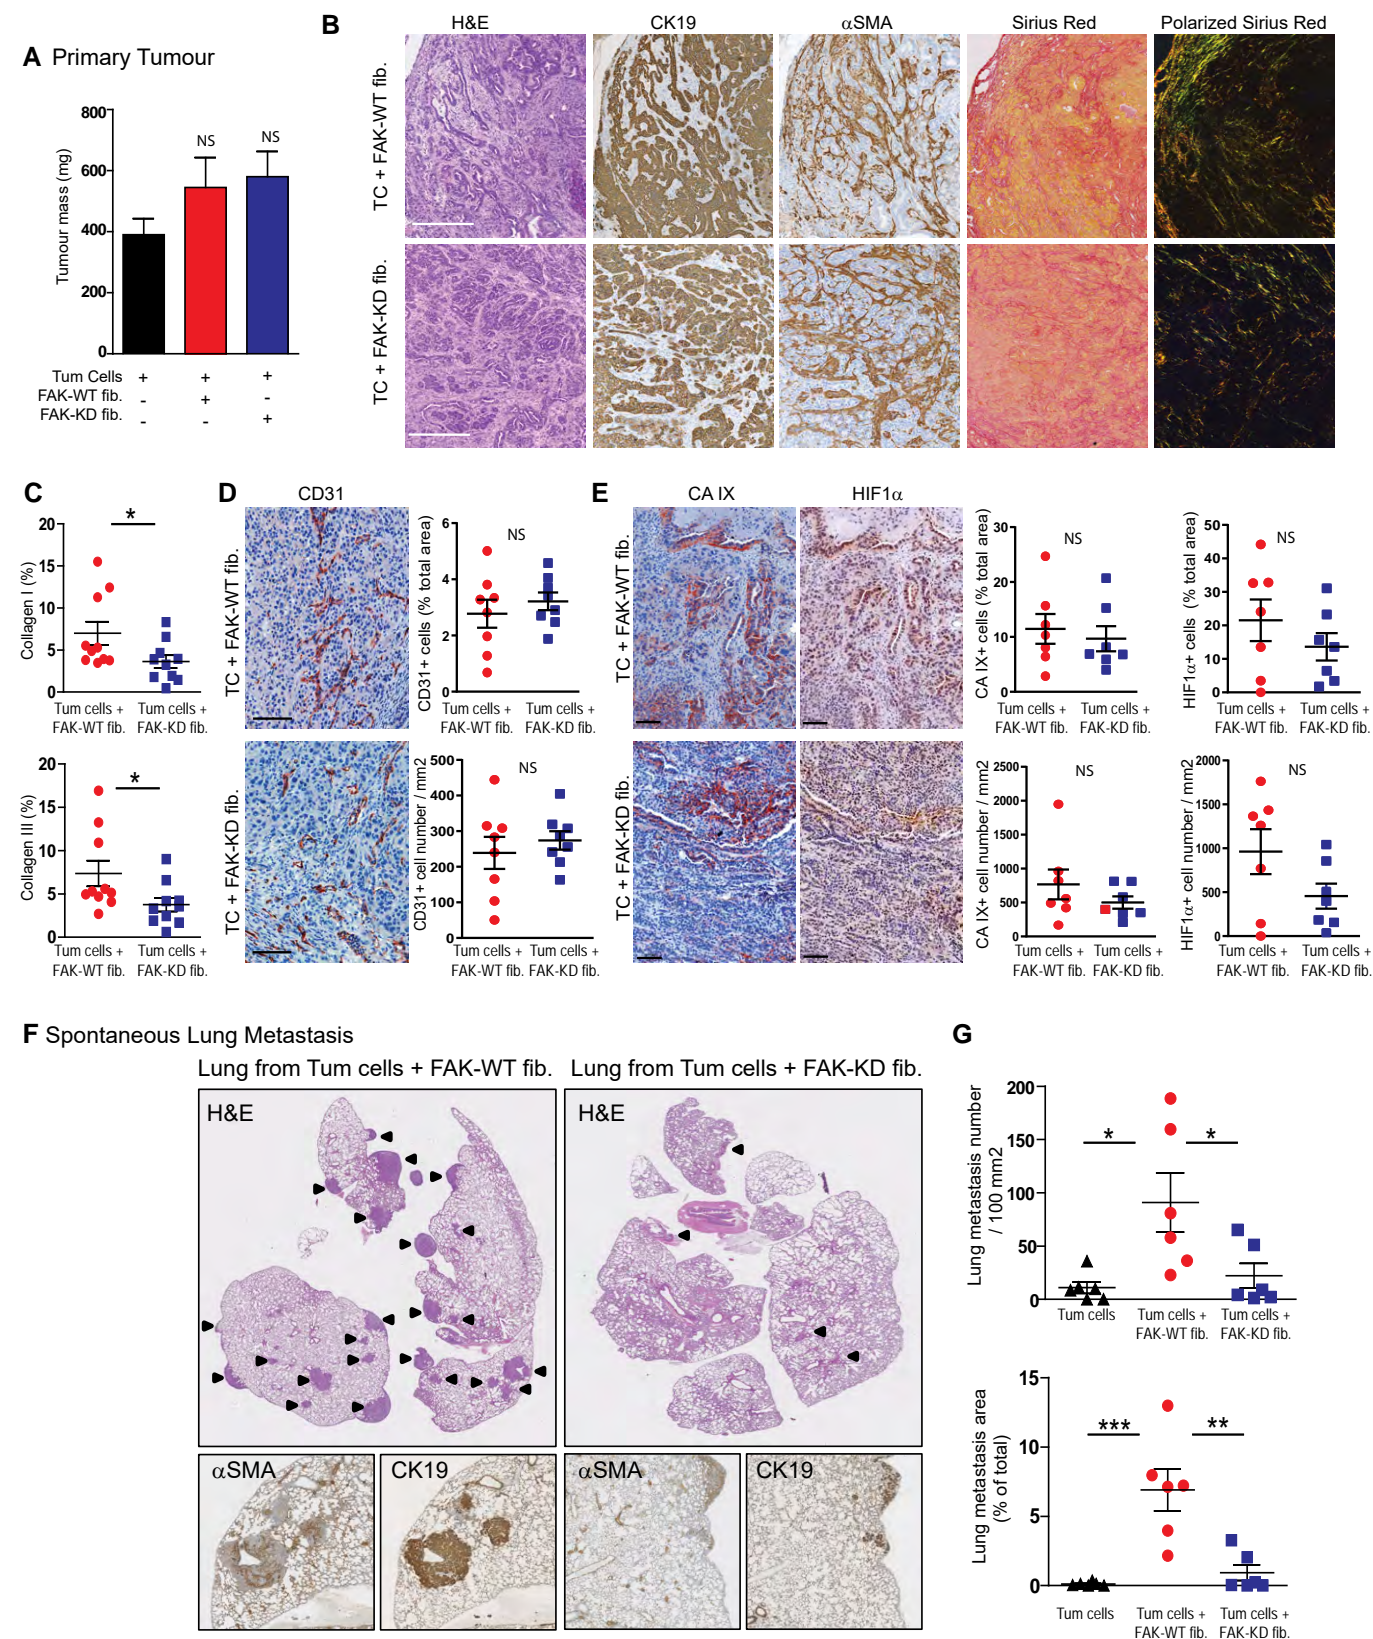 A Primary Tumour
Tumour mass (mg)
800
600
400
200
0
NS
NS
Tum Cells + + +
FAK-WT fib. - + -
FAK-KD fib. - - +
B
H&E CK19 αSMA Sirius Red Polarized Sirius Red
TC + FAK-WT fib.
TC + FAK-KD fib.
C
Collagen I (%)
20
15
10
5
0
*
Tum cells + Tum cells +
FAK-WT fib. FAK-KD fib.
Collagen III (%)
20
15
10
5
0
*
Tum cells + Tum cells +
FAK-WT fib. FAK-KD fib.
D
CD31
TC + FAK-WT fib.
TC + FAK-KD fib.
CD31+ cells (% total area)
6
4
2
0
NS
Tum cells + Tum cells +
FAK-WT fib. FAK-KD fib.
CD31+ cell number / mm2
500
400
300
200
100
0
NS
Tum cells + Tum cells +
FAK-WT fib. FAK-KD fib.
E
CA IX HIF1α
TC + FAK-WT fib.
TC + FAK-KD fib.
CA IX+ cells (% total area)
30
20
10
0
NS
Tum cells + Tum cells +
FAK-WT fib. FAK-KD fib.
HIF1α+ cells (% total area)
50
40
30
20
10
0
NS
Tum cells + Tum cells +
FAK-WT fib. FAK-KD fib.
CA IX+ cell number / mm2
2500
2000
1500
1000
500
0
NS
Tum cells + Tum cells +
FAK-WT fib. FAK-KD fib.
HIF1α+ cell number / mm2
2000
1500
1000
500
0
NS
Tum cells + Tum cells +
FAK-WT fib. FAK-KD fib.
F Spontaneous Lung Metastasis
Lung from Tum cells + FAK-WT fib. Lung from Tum cells + FAK-KD fib.
H&E H&E
αSMA CK19 αSMA CK19
G
Lung metastasis number
/ 100 mm2
200
150
100
50
0
* *
Tum cells Tum cells + Tum cells +
FAK-WT fib. FAK-KD fib.
Lung metastasis area
(% of total)
15
10
5
0
*** **
Tum cells Tum cells + Tum cells +
FAK-WT fib. FAK-KD fib.